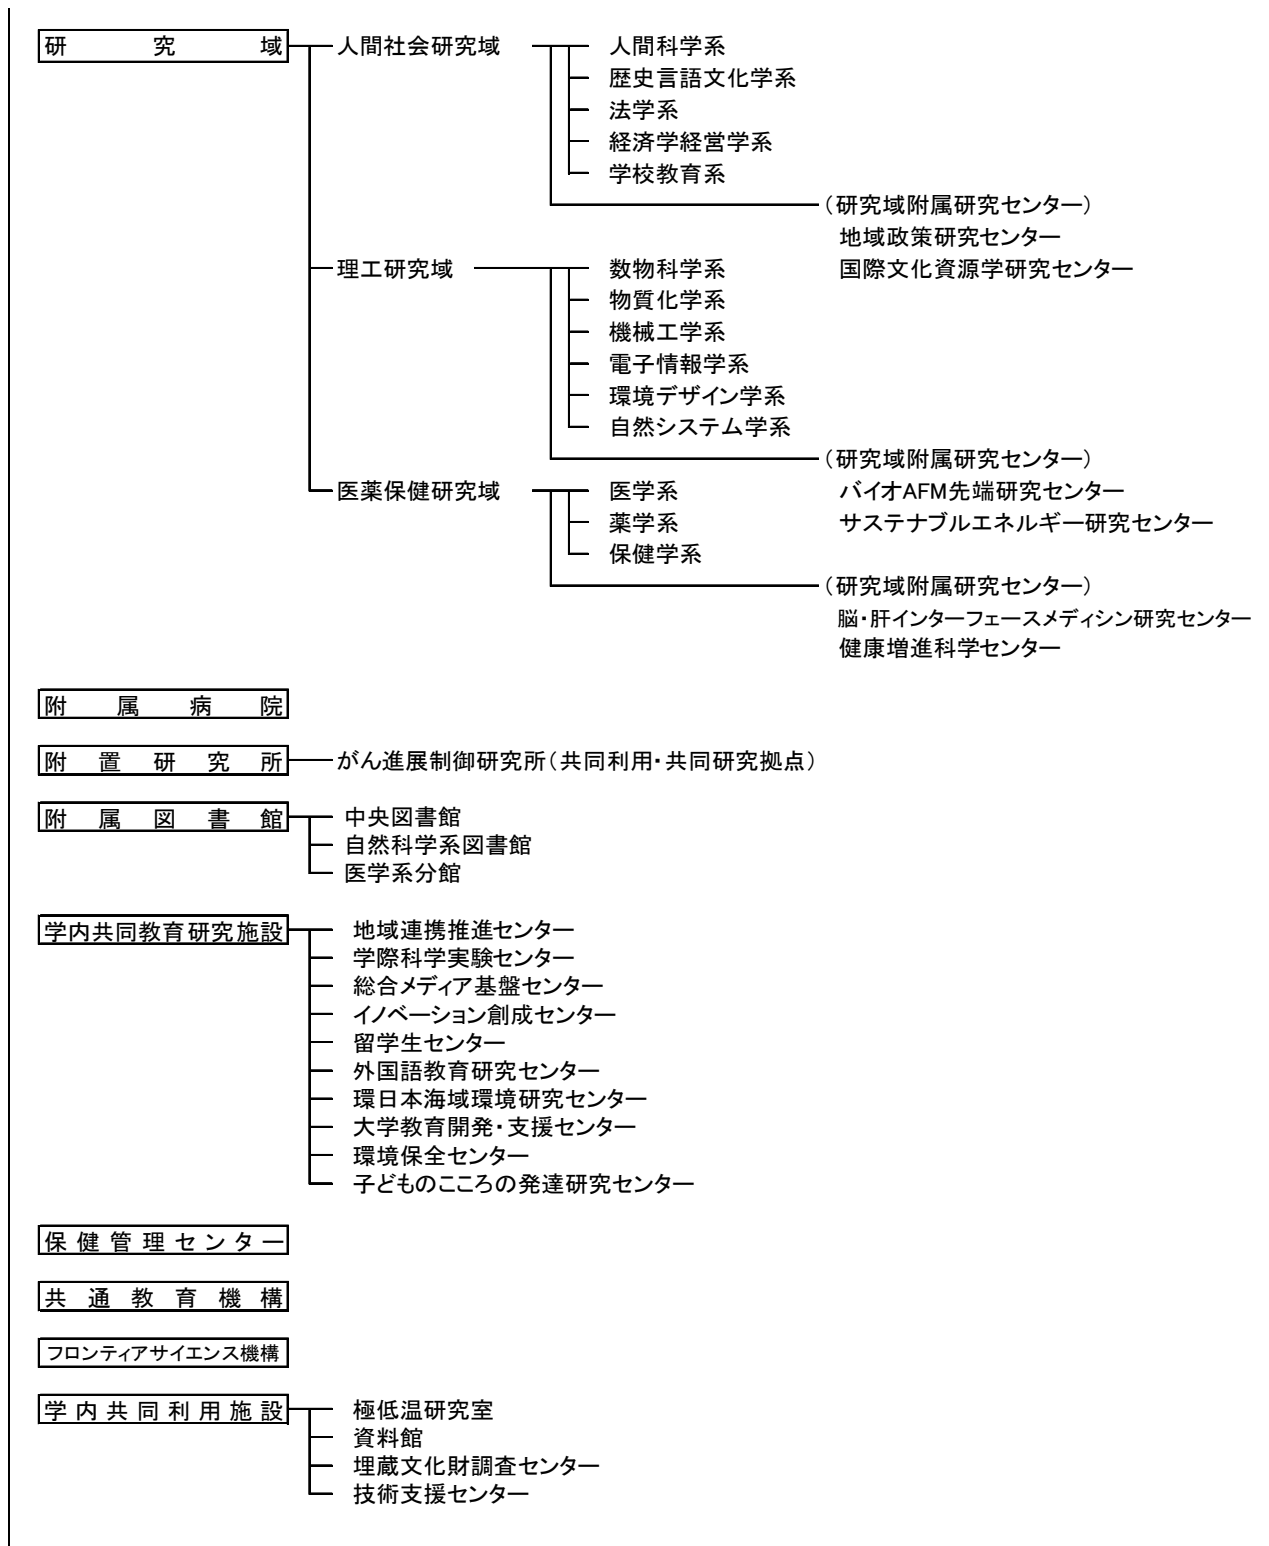 研究域
人間社会研究域
人間科学系
歴史言語文化学系
法学系
経済学経営学系
学校教育系
（研究域附属研究センター）
地域政策研究センター
国際文化資源学研究センター
理工研究域
数物科学系
物質化学系
機械工学系
電子情報学系
環境デザイン学系
自然システム学系
（研究域附属研究センター）
バイオAFM先端研究センター
サステナブルエネルギー研究センター
医薬保健研究域
医学系
薬学系
保健学系
（研究域附属研究センター）
脳・肝インターフェースメディシン研究センター
健康増進科学センター
附属病院
附置研究所
がん進展制御研究所（共同利用・共同研究拠点）
附属図書館
中央図書館
自然科学系図書館
医学系分館
学内共同教育研究施設
地域連携推進センター
学際科学実験センター
総合メディア基盤センター
イノベーション創成センター
留学生センター
外国語教育研究センター
環日本海域環境研究センター
大学教育開発・支援センター
環境保全センター
子どものこころの発達研究センター
保健管理センター
共通教育機構
フロンティアサイエンス機構
学内共同利用施設
極低温研究室
資料館
埋蔵文化財調査センター
技術支援センター